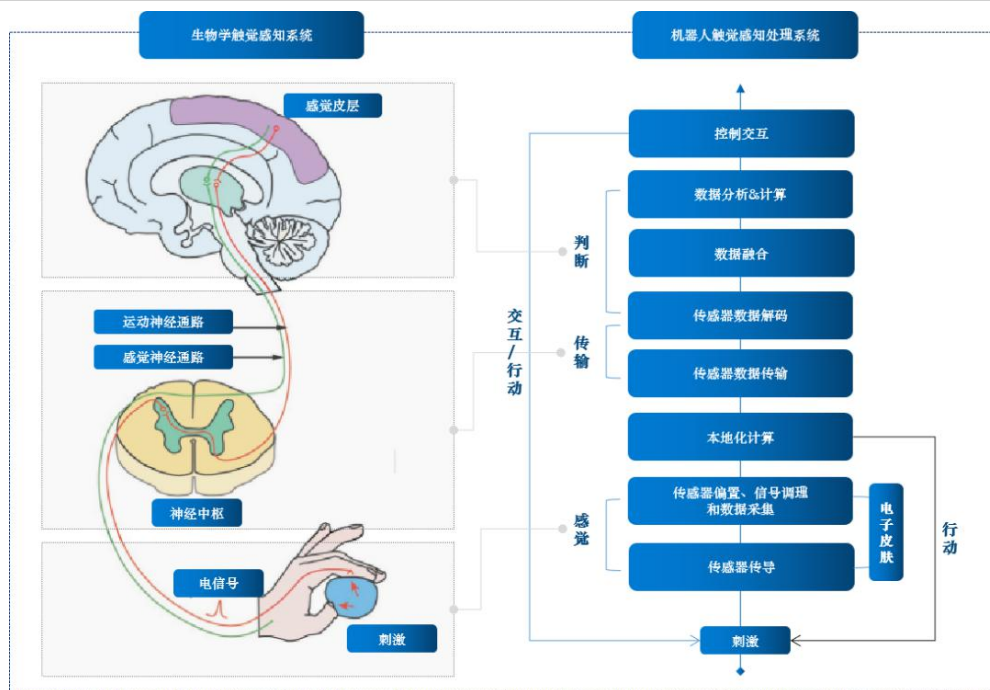 生物学触觉感知系统
机器人触觉感知处理系统
感觉皮层
运动神经通路
感觉神经通路
神经中枢
电信号
刺激
控制交互
数据分析&计算
数据融合
传感器数据解码
传感器数据传输
本地化计算
传感器偏置、信号调理
和数据采集
传感器传导
刺激
判断
传输
感觉
交互/行动
电子皮肤
行动